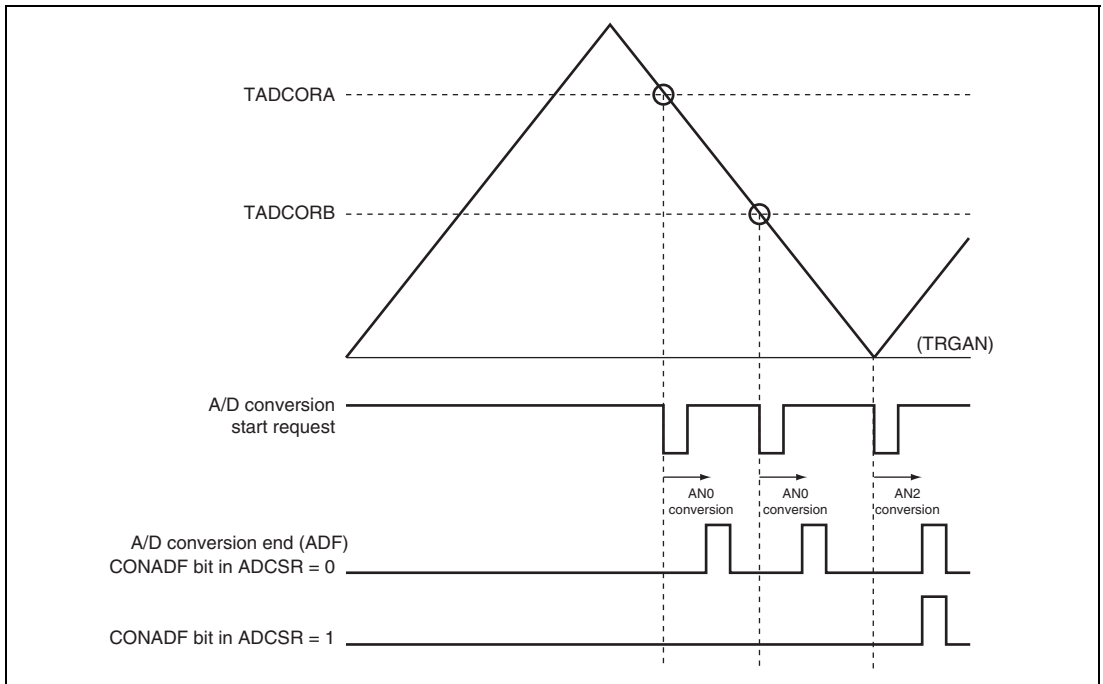 TADCORA
TADCORB
(TRGAN)
A/D conversion
start request
AN0
conversion
AN0
conversion
AN2
conversion
A/D conversion end (ADF)
CONADF bit in ADCSR = 0
CONADF bit in ADCSR = 1